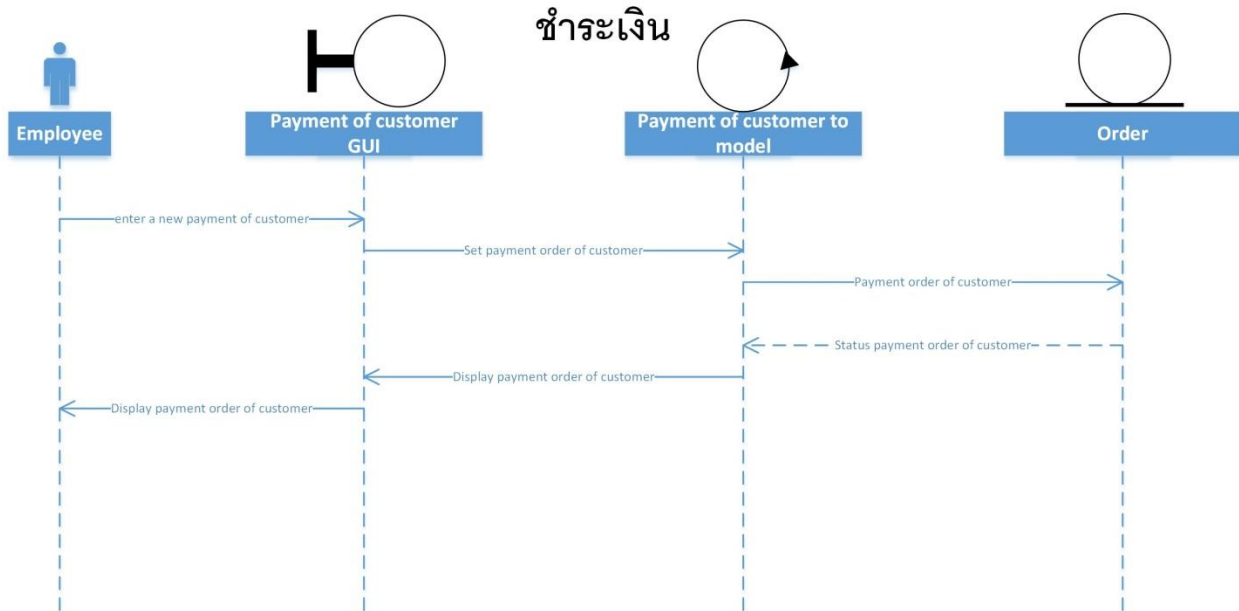 ชำระเงิน
Employee
Payment of customer
GUI
Payment of customer to
model
Order
enter a new payment of customer
Set payment order of customer
Payment order of customer
Status payment order of customer
Display payment order of customer
Display payment order of customer